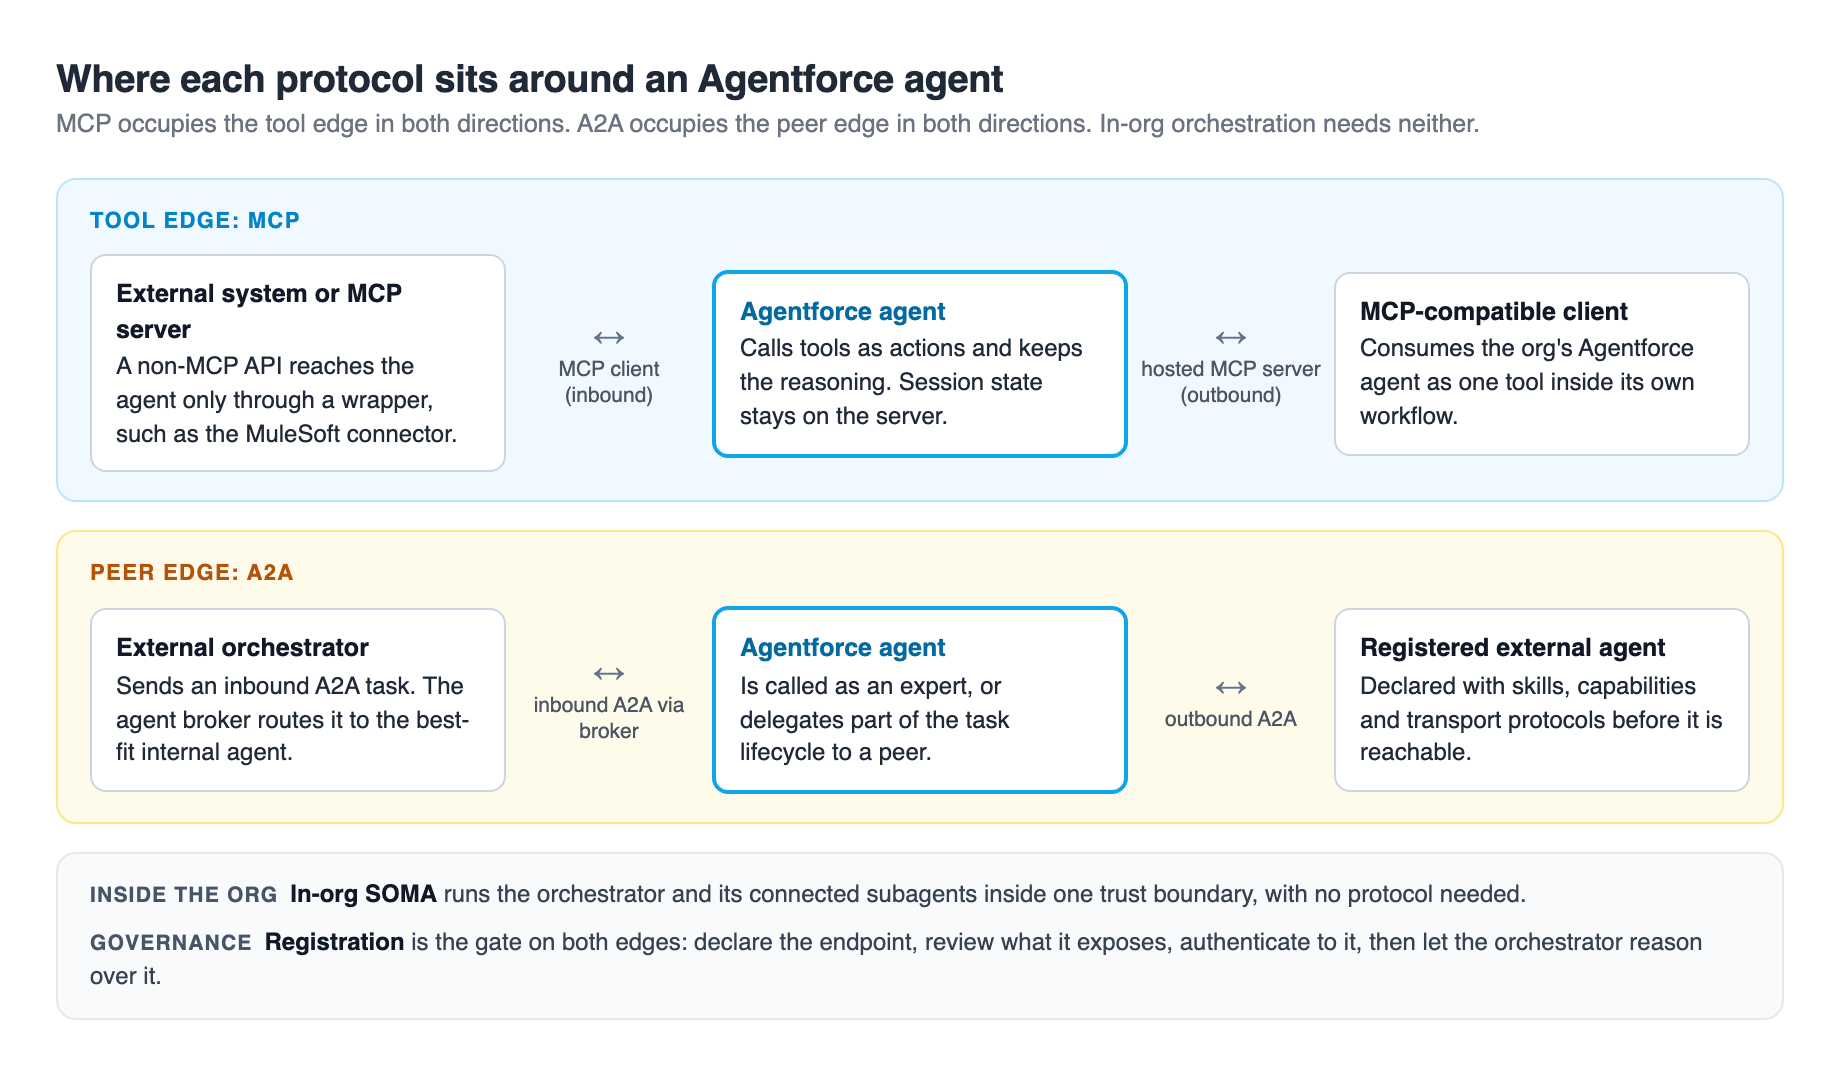 Where each protocol sits around an Agentforce agent
MCP occupies the tool edge in both directions. A2A occupies the peer edge in both directions. In-org orchestration needs neither.
TOOL EDGE: MCP
External system or MCP
server
A non-MCP API reaches the
agent only through a wrapper,
such as the MuleSoft connector.
↔
MCP client
(inbound)
Agentforce agent
Calls tools as actions and keeps
the reasoning. Session state
stays on the server.
↔
hosted MCP server
(outbound)
MCP-compatible client
Consumes the org's Agentforce
agent as one tool inside its own
workflow.
PEER EDGE: A2A
External orchestrator
Sends an inbound A2A task. The
agent broker routes it to the best-
fit internal agent.
↔
inbound A2A via
broker
Agentforce agent
Is called as an expert, or
delegates part of the task
lifecycle to a peer.
↔
outbound A2A
Registered external agent
Declared with skills, capabilities
and transport protocols before it is
reachable.
INSIDE THE ORG In-org SOMA runs the orchestrator and its connected subagents inside one trust boundary, with no protocol needed.
GOVERNANCE Registration is the gate on both edges: declare the endpoint, review what it exposes, authenticate to it, then let the orchestrator reason
over it.